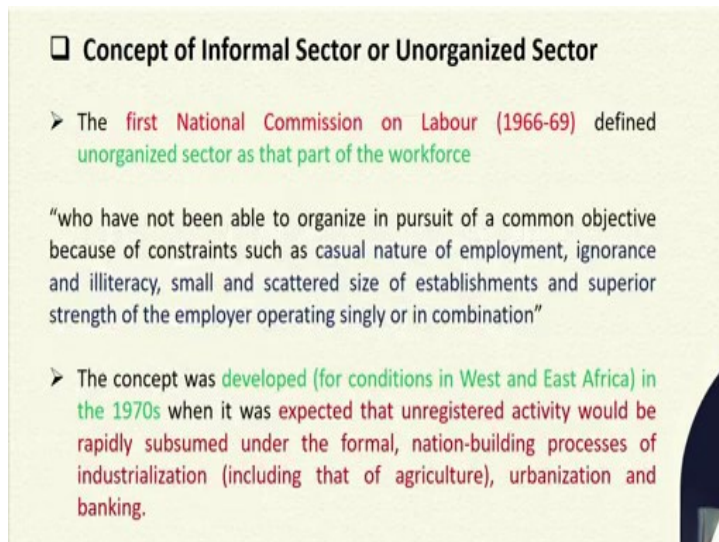 ❑ Concept of Informal Sector or Unorganized Sector
➢ The first National Commission on Labour (1966-69) defined
unorganized sector as that part of the workforce
“who have not been able to organize in pursuit of a common objective
because of constraints such as casual nature of employment, ignorance
and illiteracy, small and scattered size of establishments and superior
strength of the employer operating singly or in combination”
➢ The concept was developed (for conditions in West and East Africa) in
the 1970s when it was expected that unregistered activity would be
rapidly subsumed under the formal, nation-building processes of
industrialization (including that of agriculture), urbanization and
banking.